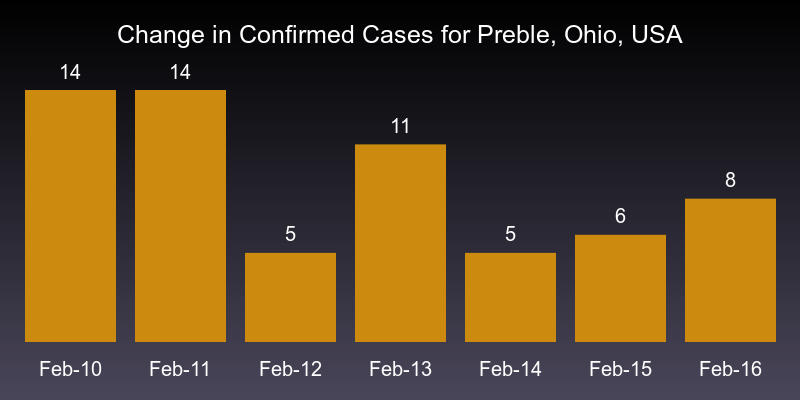 Change in Confirmed Cases for Preble, Ohio, USA
14 14 5 11 5 6 8
Feb-10 Feb-11 Feb-12 Feb-13 Feb-14 Feb-15 Feb-16